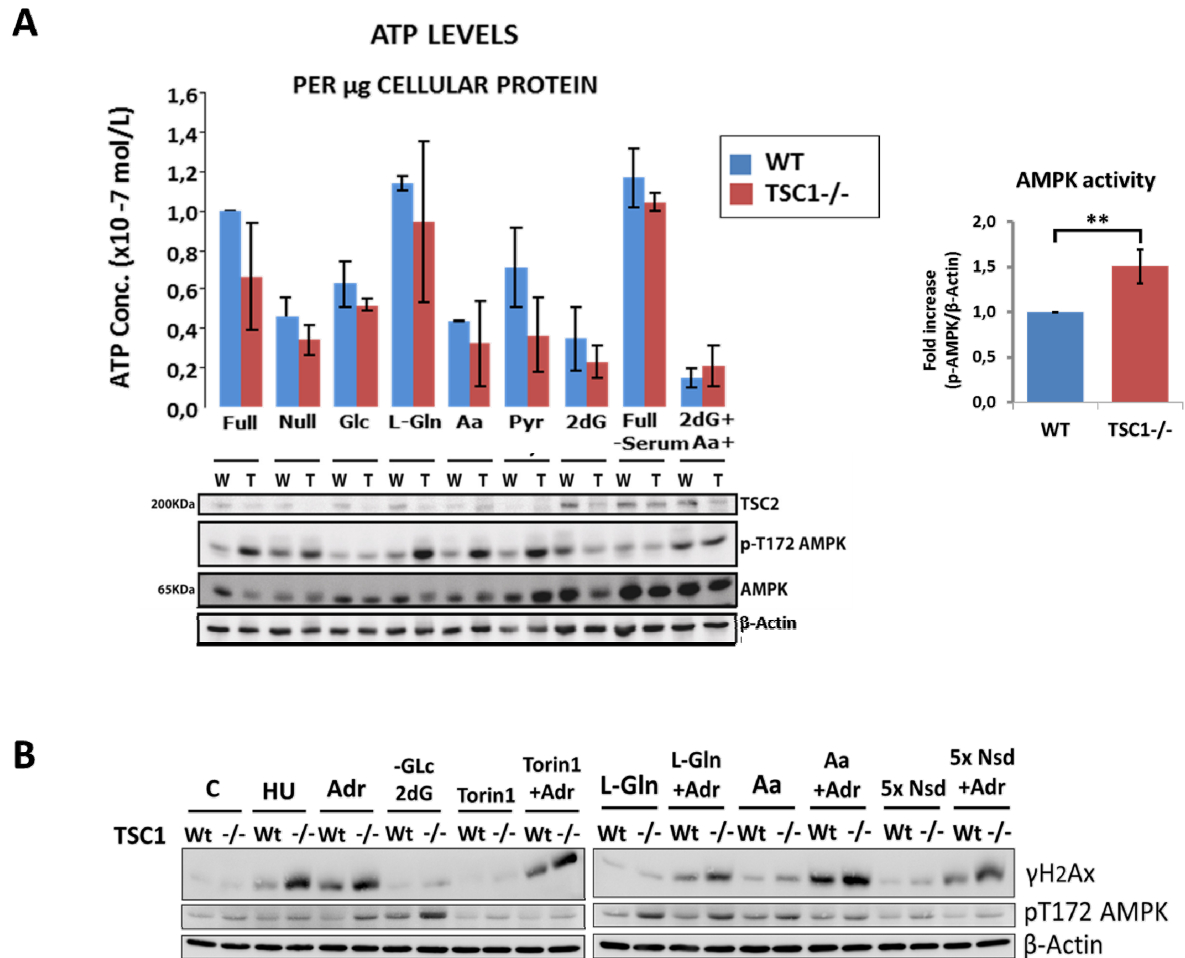 A
ATP LEVELS
PER µg CELLULAR PROTEIN
ATP Conc. (x10 -7 mol/L)
1,6
1,4
1,2
1,0
0,8
0,6
0,4
0,2
0,0
WT
TSC1-/-
Full Null Glc L-Gln Aa Pyr 2dG Full 2dG+
-Serum Aa+
W T W T W T W T W T W T W T W T W T
200KDa TSC2
p-T172 AMPK
65KDa AMPK
β-Actin
AMPK activity
Fold increase
(p-AMPK/β-Actin)
2,0
1,5
1,0
0,5
0,0
**
WT TSC1-/-
B
C HU Adr -GLc 2dG Torin1 Torin1 +Adr L-Gln L-Gln +Adr Aa Aa +Adr 5x Nsd 5x Nsd +Adr
TSC1 Wt -/- Wt -/- Wt -/- Wt -/- Wt -/- Wt -/- Wt -/- Wt -/- Wt -/- Wt -/- Wt -/- Wt -/-
γH2Ax
pT172 AMPK
β-Actin